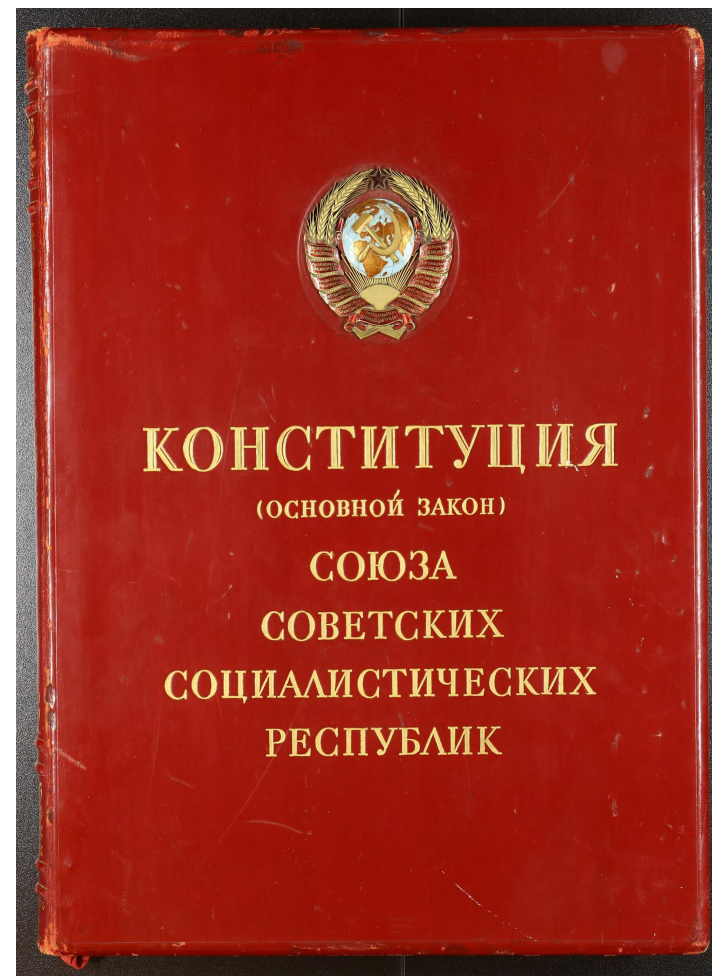 КОНСТИТУЦИЯ
(ОСНОВНОЙ ЗАКОН)
СОЮЗА
СОВЕТСКИХ
СОЦИАЛИСТИЧЕСКИХ
РЕСПУБЛИК